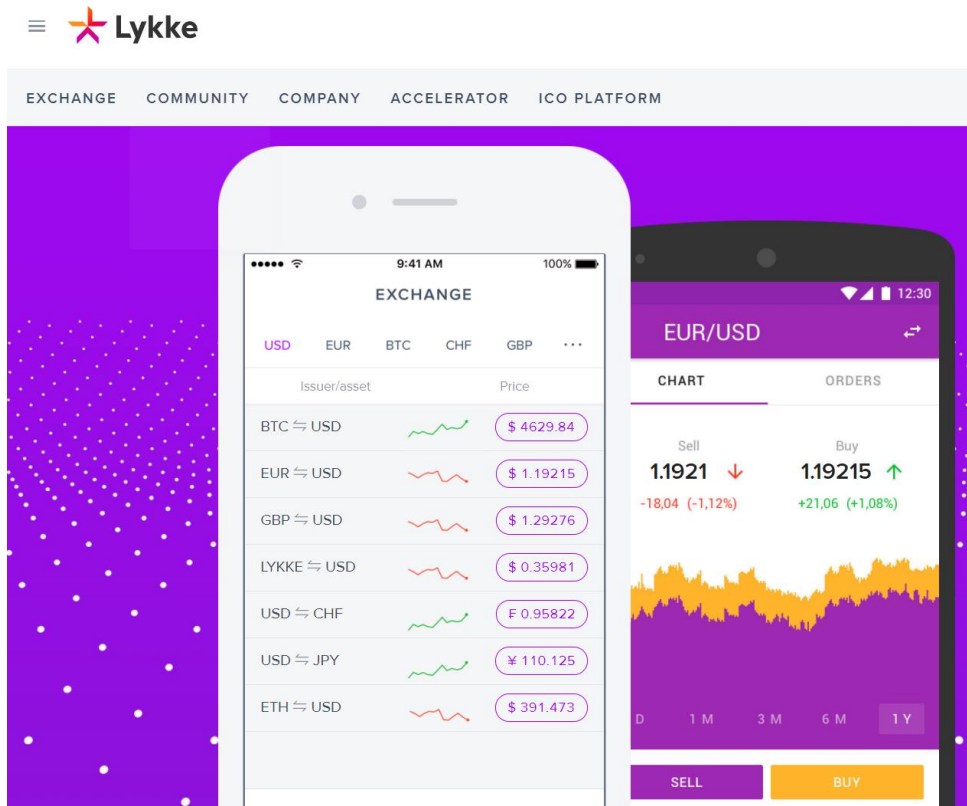 Lykke
EXCHANGE COMMUNITY COMPANY ACCELERATOR ICO PLATFORM
9:41 AM 100%
EXCHANGE
USD EUR BTC CHF GBP ...
Issuer/asset Price
BTC ⇋ USD $ 4629.84
EUR ⇋ USD $ 1.19215
GBP ⇋ USD $ 1.29276
LYKKE ⇋ USD $ 0.35981
USD ⇋ CHF ₣ 0.95822
USD ⇋ JPY ¥ 110.125
ETH ⇋ USD $ 391.473
12:30
EUR/USD
CHART ORDERS
Sell Buy
1.1921 ↓ 1.19215 ↑
-18,04 (-1,12%) +21,06 (+1,08%)
D 1 M 3 M 6 M 1 Y
SELL BUY